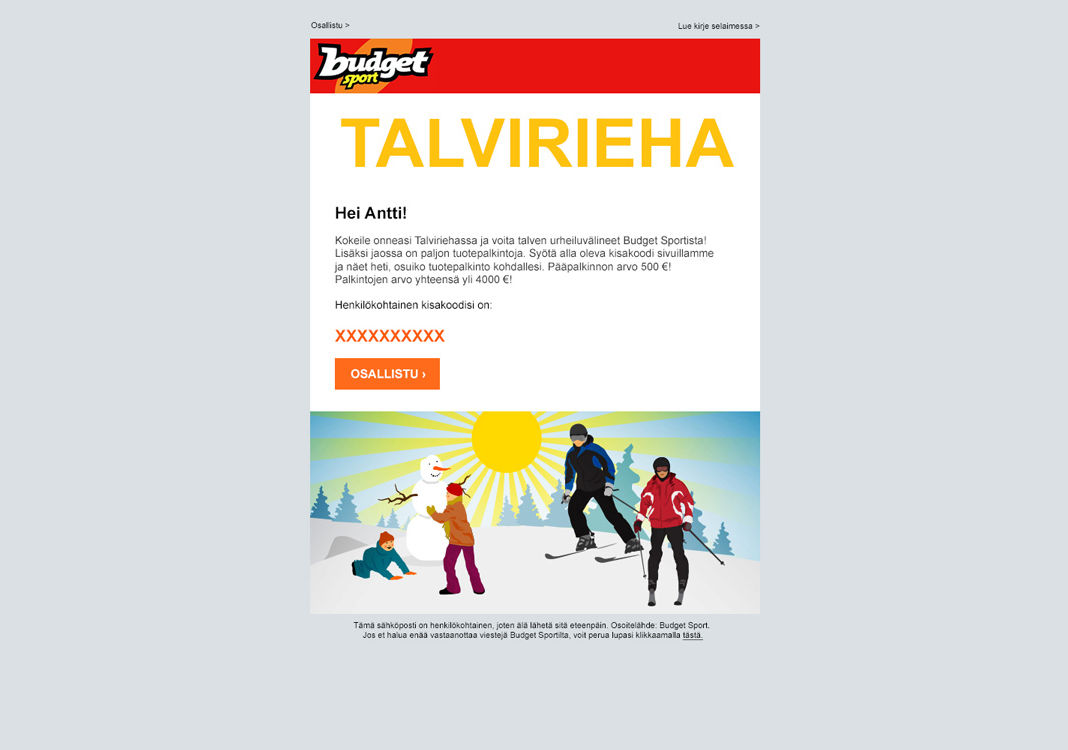 Osallistu >
Lue kirje selaimessa >
budget
sport
TALVIRIEHA
Hei Antti!
Kokeile onneasi Talviriehassa ja voita talven urheiluvälineet Budget Sportista!
Lisäksi jaossa on paljon tuotepalkintoja. Syötä alla oleva kisakoodi sivuillamme
ja näet heti, osuiko tuotepalkinto kohdallesi. Pääpalkinnon arvo 500 €!
Palkintojen arvo yhteensä yli 4000 €!
Henkilökohtainen kisakoodisi on:
XXXXXXXXXX
OSALLISTU ›
Tämä sähköposti on henkilökohtainen, joten älä lähetä sitä eteenpäin. Osoitelähde: Budget Sport.
Jos et halua enää vastaanottaa viestejä Budget Sportilta, voit perua lupasi klikkaamalla tästä.